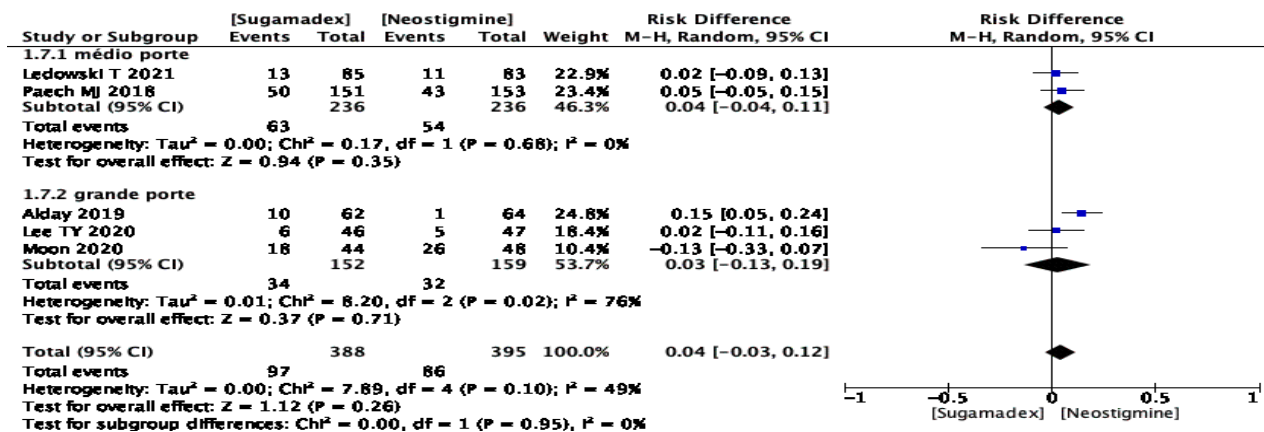 [Sugamadex] [Neostigmine] Risk Difference Risk Difference
Study or Subgroup Events Total Events Total Weight M-H, Random, 95% CI M-H, Random, 95% CI
1.7.1 médio porte
Ledowski T 2021 13 85 11 83 22.9% 0.02 [-0.09, 0.13]
Paech MJ 2018 50 151 43 153 23.4% 0.05 [-0.05, 0.15]
Subtotal (95% CI) 236 236 46.3% 0.04 [-0.04, 0.11]
Total events 63 54
Heterogeneity: Tau² = 0.00; Chi² = 0.17, df = 1 (P = 0.68); I² = 0%
Test for overall effect: Z = 0.94 (P = 0.35)
1.7.2 grande porte
Alday 2019 10 62 1 64 24.8% 0.15 [0.05, 0.24]
Lee TY 2020 6 46 5 47 18.4% 0.02 [-0.11, 0.16]
Moon 2020 18 44 26 48 10.4% -0.13 [-0.33, 0.07]
Subtotal (95% CI) 152 159 53.7% 0.03 [-0.13, 0.19]
Total events 34 32
Heterogeneity: Tau² = 0.01; Chi² = 8.20, df = 2 (P = 0.02); I² = 76%
Test for overall effect: Z = 0.37 (P = 0.71)
Total (95% CI) 388 395 100.0% 0.04 [-0.03, 0.12]
Total events 97 86
Heterogeneity: Tau² = 0.00; Chi² = 7.89, df = 4 (P = 0.10); I² = 49%
Test for overall effect: Z = 1.12 (P = 0.26)
Test for subgroup differences: Chi² = 0.00, df = 1 (P = 0.95), I² = 0%
-1 -0.5 0 0.5 1
[Sugamadex] [Neostigmine]